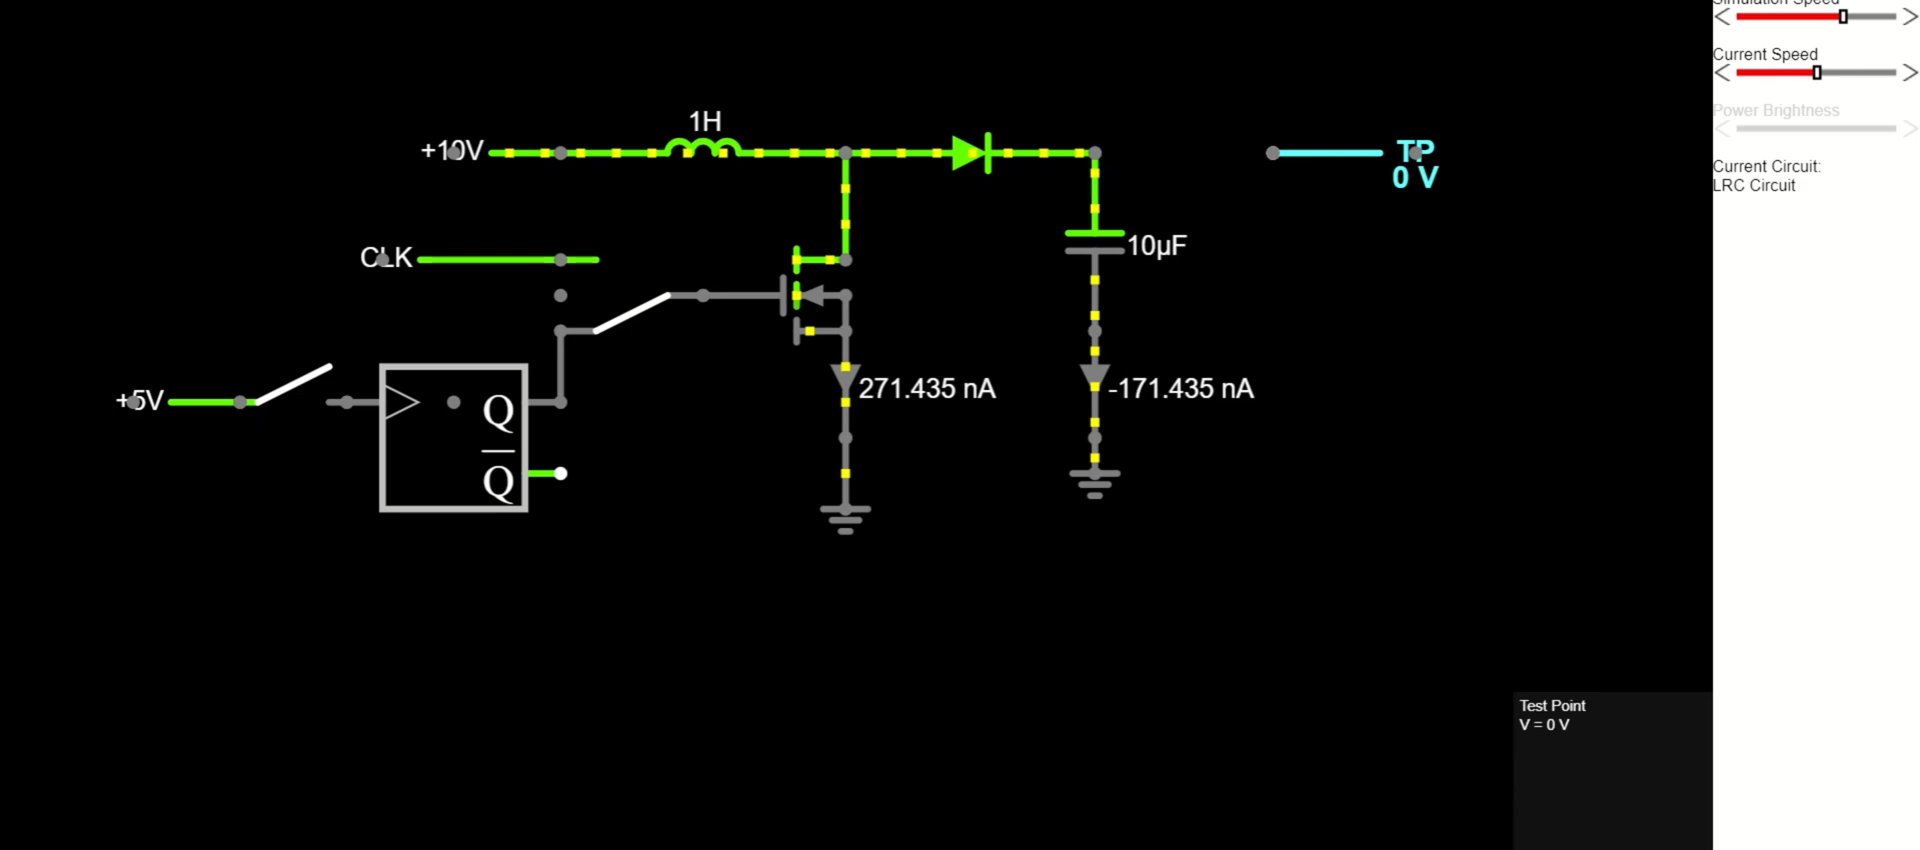 Simulation Speed
Current Speed
Power Brightness
Current Circuit:
LRC Circuit
1H
+10V
TP
0 V
CLK
10µF
+5V
Q
Q
271.435 nA
-171.435 nA
Test Point
V = 0 V